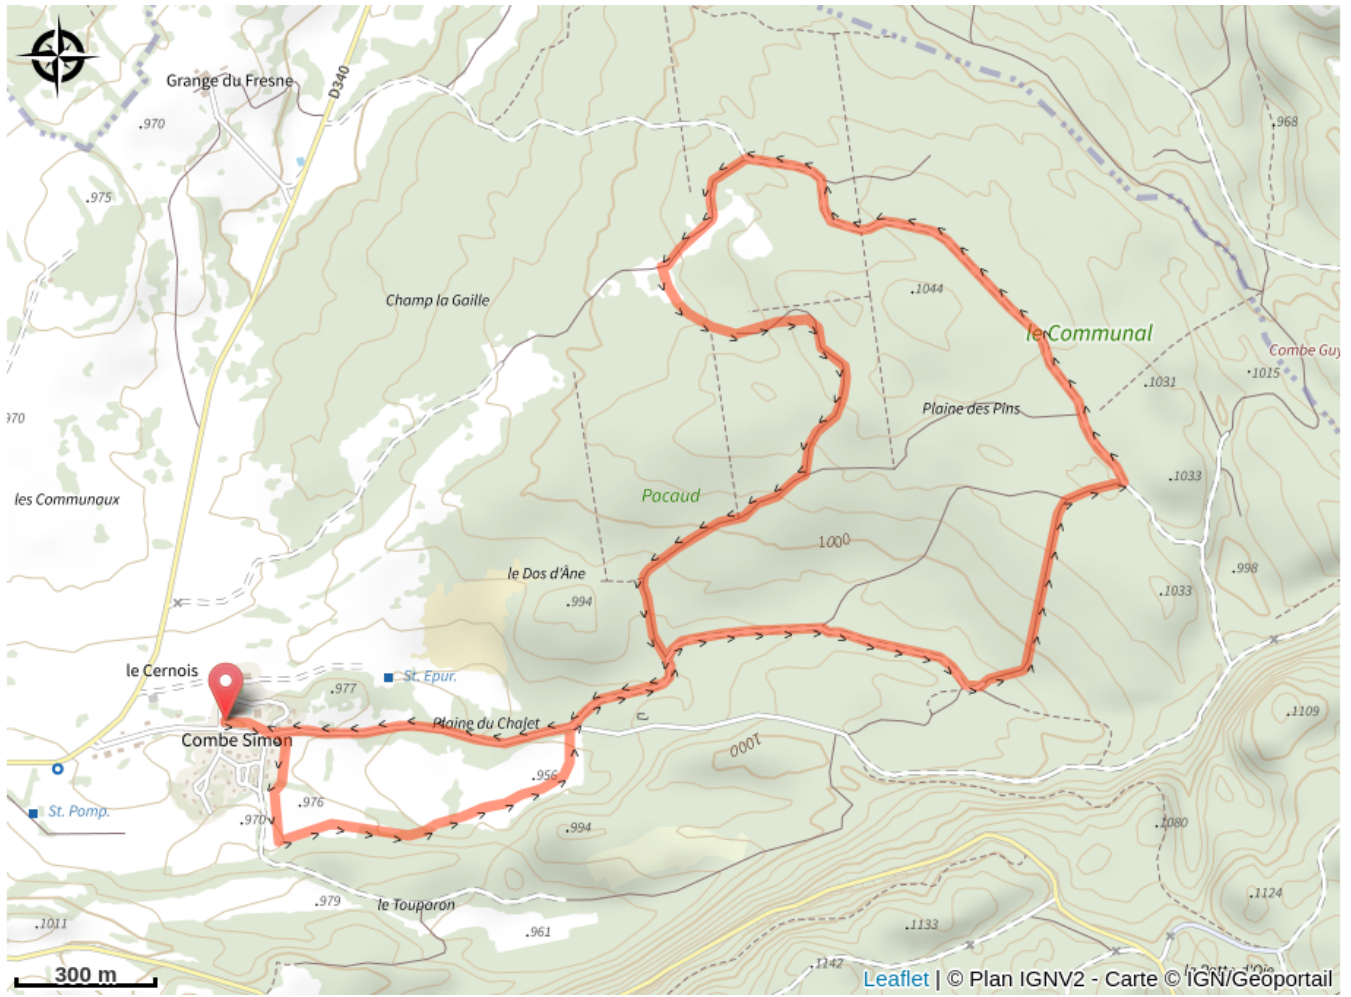 Grange du Fresne
D340
.970
.968
.975
Champ la Gaille
.1044
le Communal
Combe Guy
.1015
.1031
970
Plaine des Pins
les Communaux
Pacaud
.1033
1000
le Dos d'Âne
.998
.994
.1033
le Cernois
St. Epur.
.977
.1109
Plaine du Chalet
Combe Simon
1000
.956
.976
St. Pomp.
.970
.994
.1080
.979
le Touparon
.1124
.1011
.1133
.961
.1142
300 m
Leaflet | © Plan IGNV2 - Carte © IGN/Geoportail